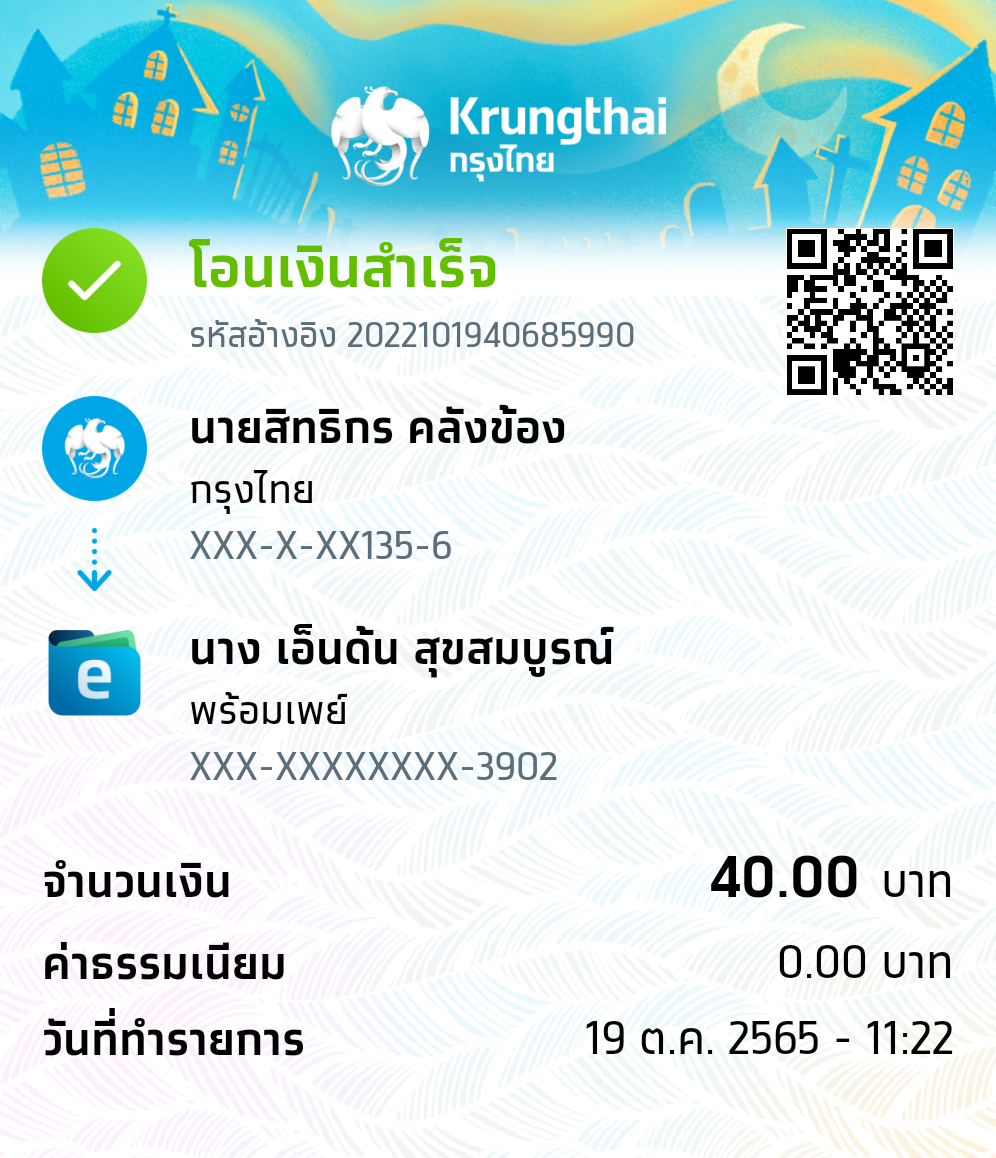 Krungthai
กรุงไทย
โอนเงินสำเร็จ
รหัสอ้างอิง 2022101940685990
นายสิทธิกร คลังข้อง
กรุงไทย
XXX-X-XX135-6
e
นาง เอ็นด้น สุขสมบูรณ์
พร้อมเพย์
XXX-XXXXXXXX-3902
จำนวนเงิน 40.00 บาท
ค่าธรรมเนียม 0.00 บาท
วันที่ทำรายการ 19 ต.ค. 2565 - 11:22